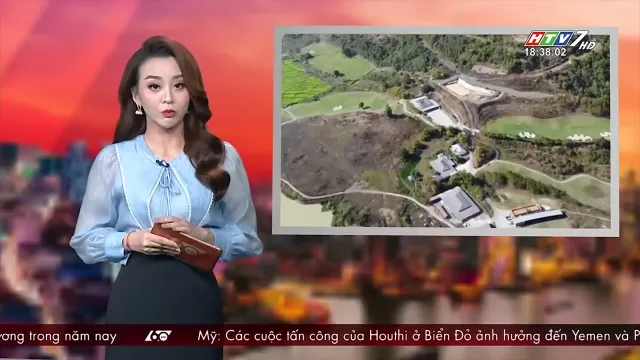 HTV7 HD
18:38:02
ương trong năm nay 60 Mỹ: Các cuộc tấn công của Houthi ở Biển Đỏ ảnh hưởng đến Yemen và P